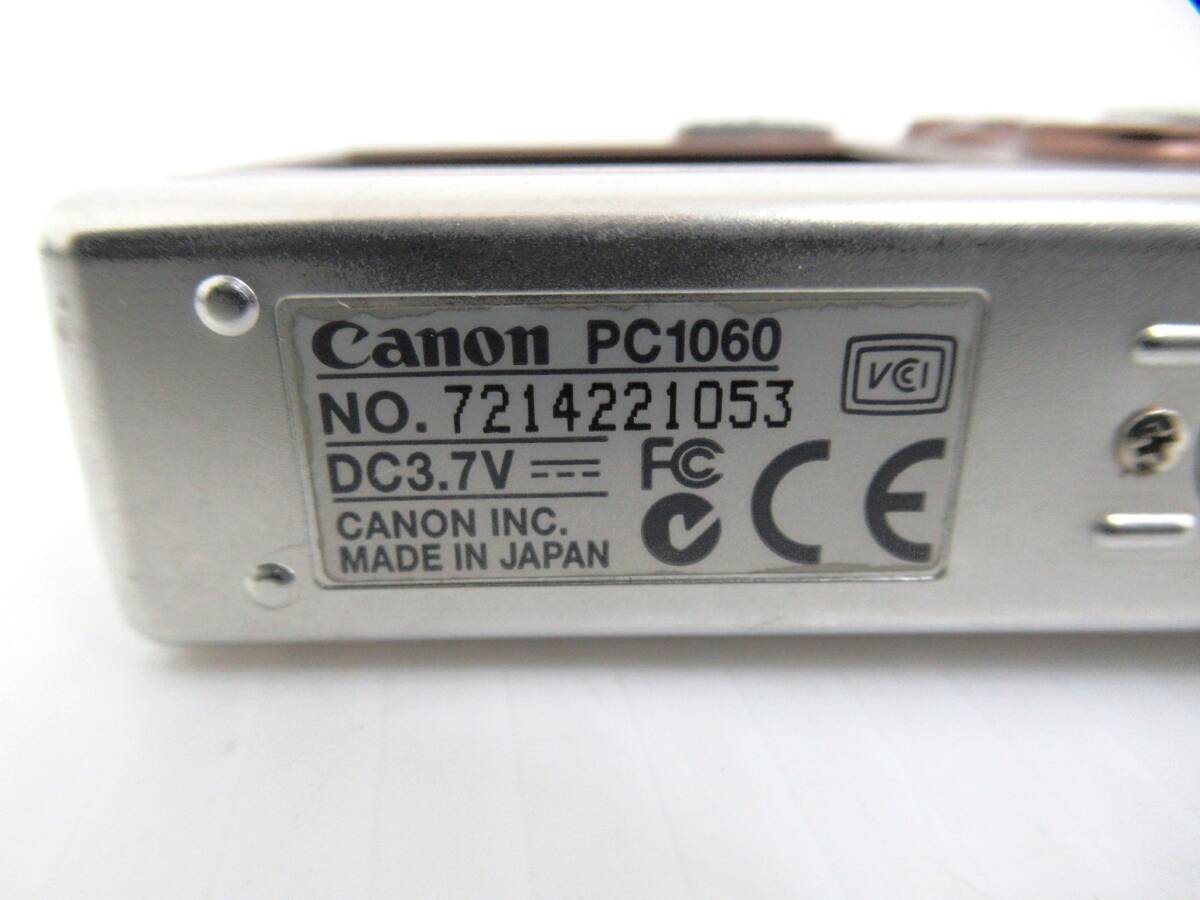 Canon PC1060
NO. 7214221053
DC3.7V
CANON INC.
MADE IN JAPAN
VCI
FC
CE